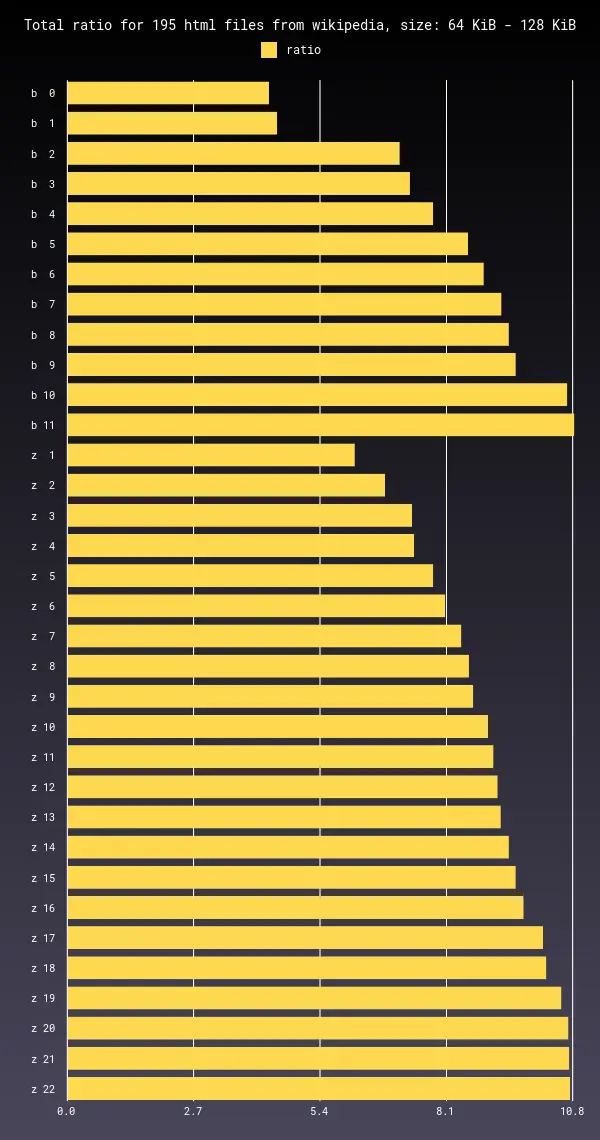 Total ratio for 195 html files from wikipedia, size: 64 KiB - 128 KiB
ratio
b 0
b 1
b 2
b 3
b 4
b 5
b 6
b 7
b 8
b 9
b 10
b 11
z 1
z 2
z 3
z 4
z 5
z 6
z 7
z 8
z 9
z 10
z 11
z 12
z 13
z 14
z 15
z 16
z 17
z 18
z 19
z 20
z 21
z 22
0.0 2.7 5.4 8.1 10.8